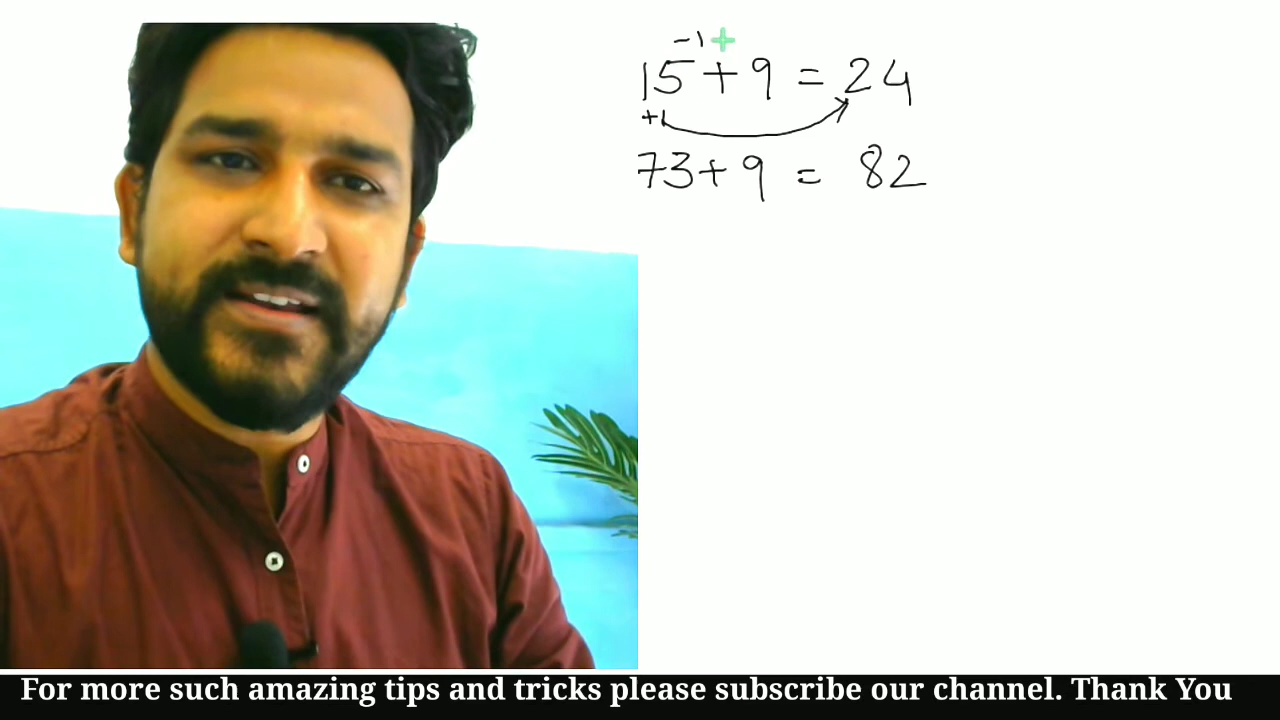 -1
15 + 9 = 24
+1
73 + 9 = 82
For more such amazing tips and tricks please subscribe our channel. Thank You